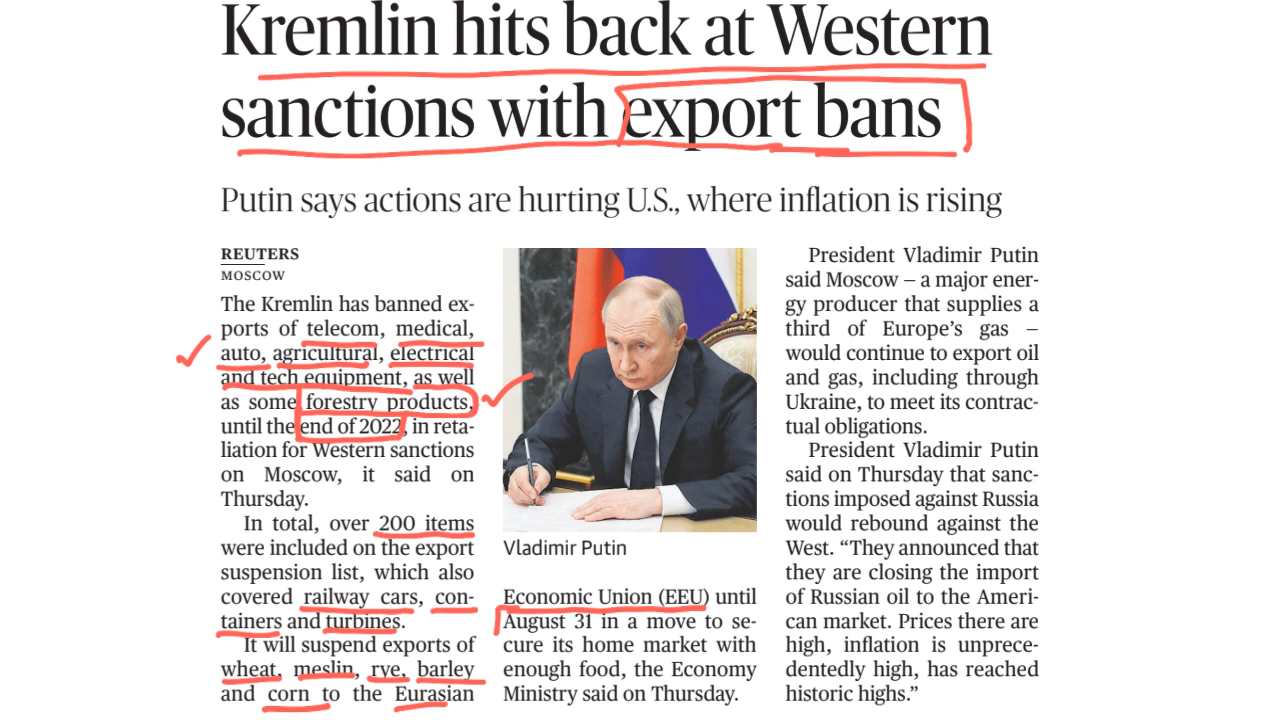 Kremlin hits back at Western
sanctions with export bans
Putin says actions are hurting U.S., where inflation is rising
REUTERS
MOSCOW
The Kremlin has banned ex-
ports of telecom, medical,
auto, agricultural, electrical
and tech equipment, as well
as some forestry products,
until the end of 2022, in reta-
liation for Western sanctions
on Moscow, it said on
Thursday.
In total, over 200 items
were included on the export
suspension list, which also
covered railway cars, con-
tainers and turbines.
It will suspend exports of
wheat, meslin, rye, barley
and corn to the Eurasian
Vladimir Putin
Economic Union (EEU) until
August 31 in a move to se-
cure its home market with
enough food, the Economy
Ministry said on Thursday.
President Vladimir Putin
said Moscow – a major ener-
gy producer that supplies a
third of Europe’s gas –
would continue to export oil
and gas, including through
Ukraine, to meet its contrac-
tual obligations.
President Vladimir Putin
said on Thursday that sanc-
tions imposed against Russia
would rebound against the
West. “They announced that
they are closing the import
of Russian oil to the Ameri-
can market. Prices there are
high, inflation is unprece-
dentedly high, has reached
historic highs.”